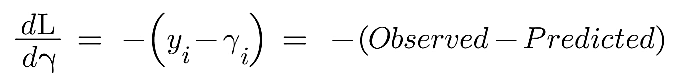 dL/dγ = −(y_i − γ_i) = −(Observed − Predicted)